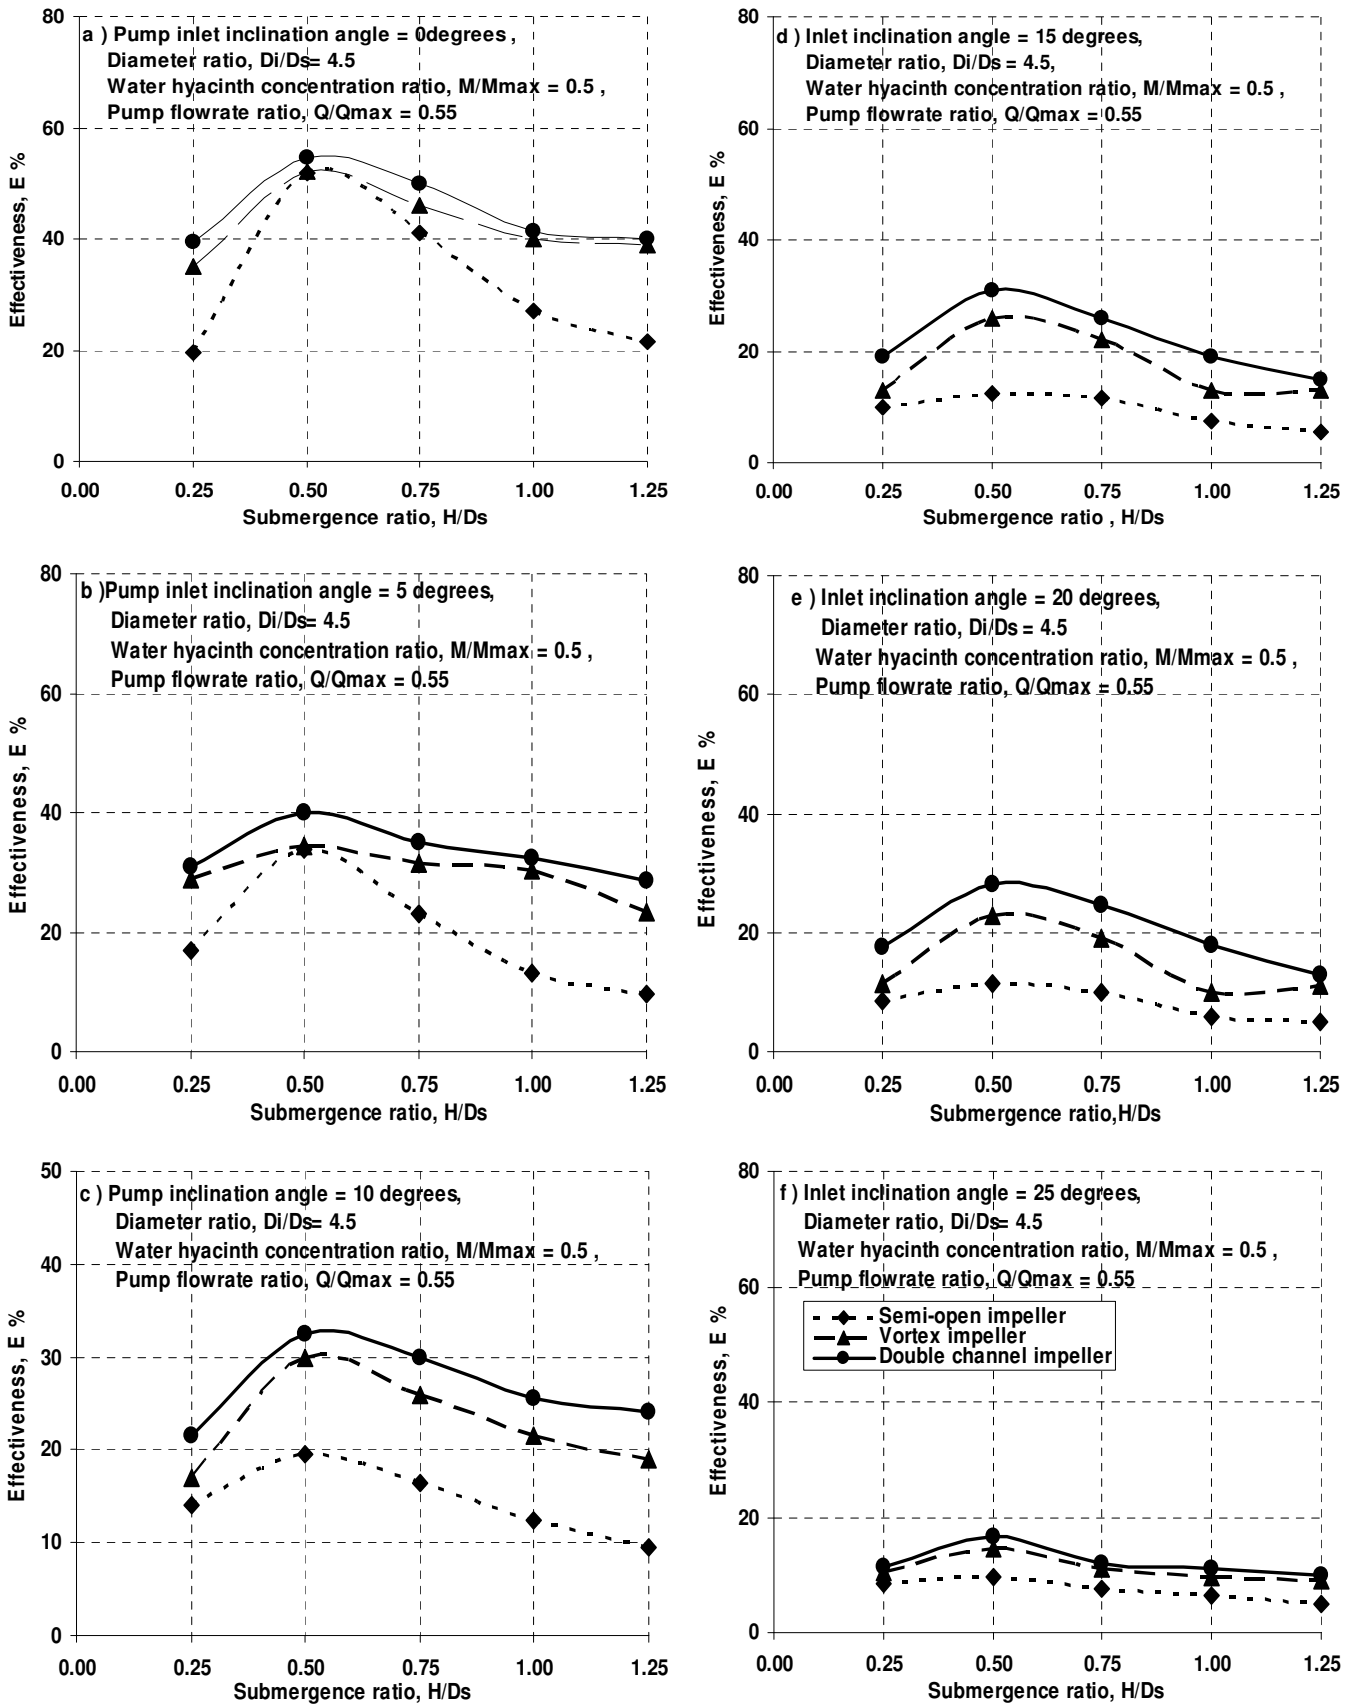 80
60
40
20
0
Effectiveness, E %
a ) Pump inlet inclination angle = 0degrees ,
Diameter ratio, Di/Ds= 4.5
Water hyacinth concentration ratio, M/Mmax = 0.5 ,
Pump flowrate ratio, Q/Qmax = 0.55
0.00 0.25 0.50 0.75 1.00 1.25
Submergence ratio, H/Ds
80
60
40
20
0
Effectiveness, E %
d ) Inlet inclination angle = 15 degrees,
Diameter ratio, Di/Ds = 4.5,
Water hyacinth concentration ratio, M/Mmax = 0.5 ,
Pump flowrate ratio, Q/Qmax = 0.55
0.00 0.25 0.50 0.75 1.00 1.25
Submergence ratio , H/Ds
80
60
40
20
0
Effectiveness, E %
b )Pump inlet inclination angle = 5 degrees,
Diameter ratio, Di/Ds= 4.5
Water hyacinth concentration ratio, M/Mmax = 0.5 ,
Pump flowrate ratio, Q/Qmax = 0.55
0.00 0.25 0.50 0.75 1.00 1.25
Submergence ratio, H/Ds
80
60
40
20
0
Effectiveness, E %
e ) Inlet inclination angle = 20 degrees,
Diameter ratio, Di/Ds = 4.5
Water hyacinth concentration ratio, M/Mmax = 0.5 ,
Pump flowrate ratio, Q/Qmax = 0.55
0.00 0.25 0.50 0.75 1.00 1.25
Submergence ratio,H/Ds
50
40
30
20
10
0
Effectiveness, E %
c ) Pump inclination angle = 10 degrees,
Diameter ratio, Di/Ds= 4.5
Water hyacinth concentration ratio, M/Mmax = 0.5 ,
Pump flowrate ratio, Q/Qmax = 0.55
0.00 0.25 0.50 0.75 1.00 1.25
Submergence ratio, H/Ds
80
60
40
20
0
Effectiveness, E %
f ) Inlet inclination angle = 25 degrees,
Diameter ratio, Di/Ds= 4.5
Water hyacinth concentration ratio, M/Mmax = 0.5 ,
Pump flowrate ratio, Q/Qmax = 0.55
Semi-open impeller
Vortex impeller
Double channel impeller
0.00 0.25 0.50 0.75 1.00 1.25
Submergence ratio, H/Ds